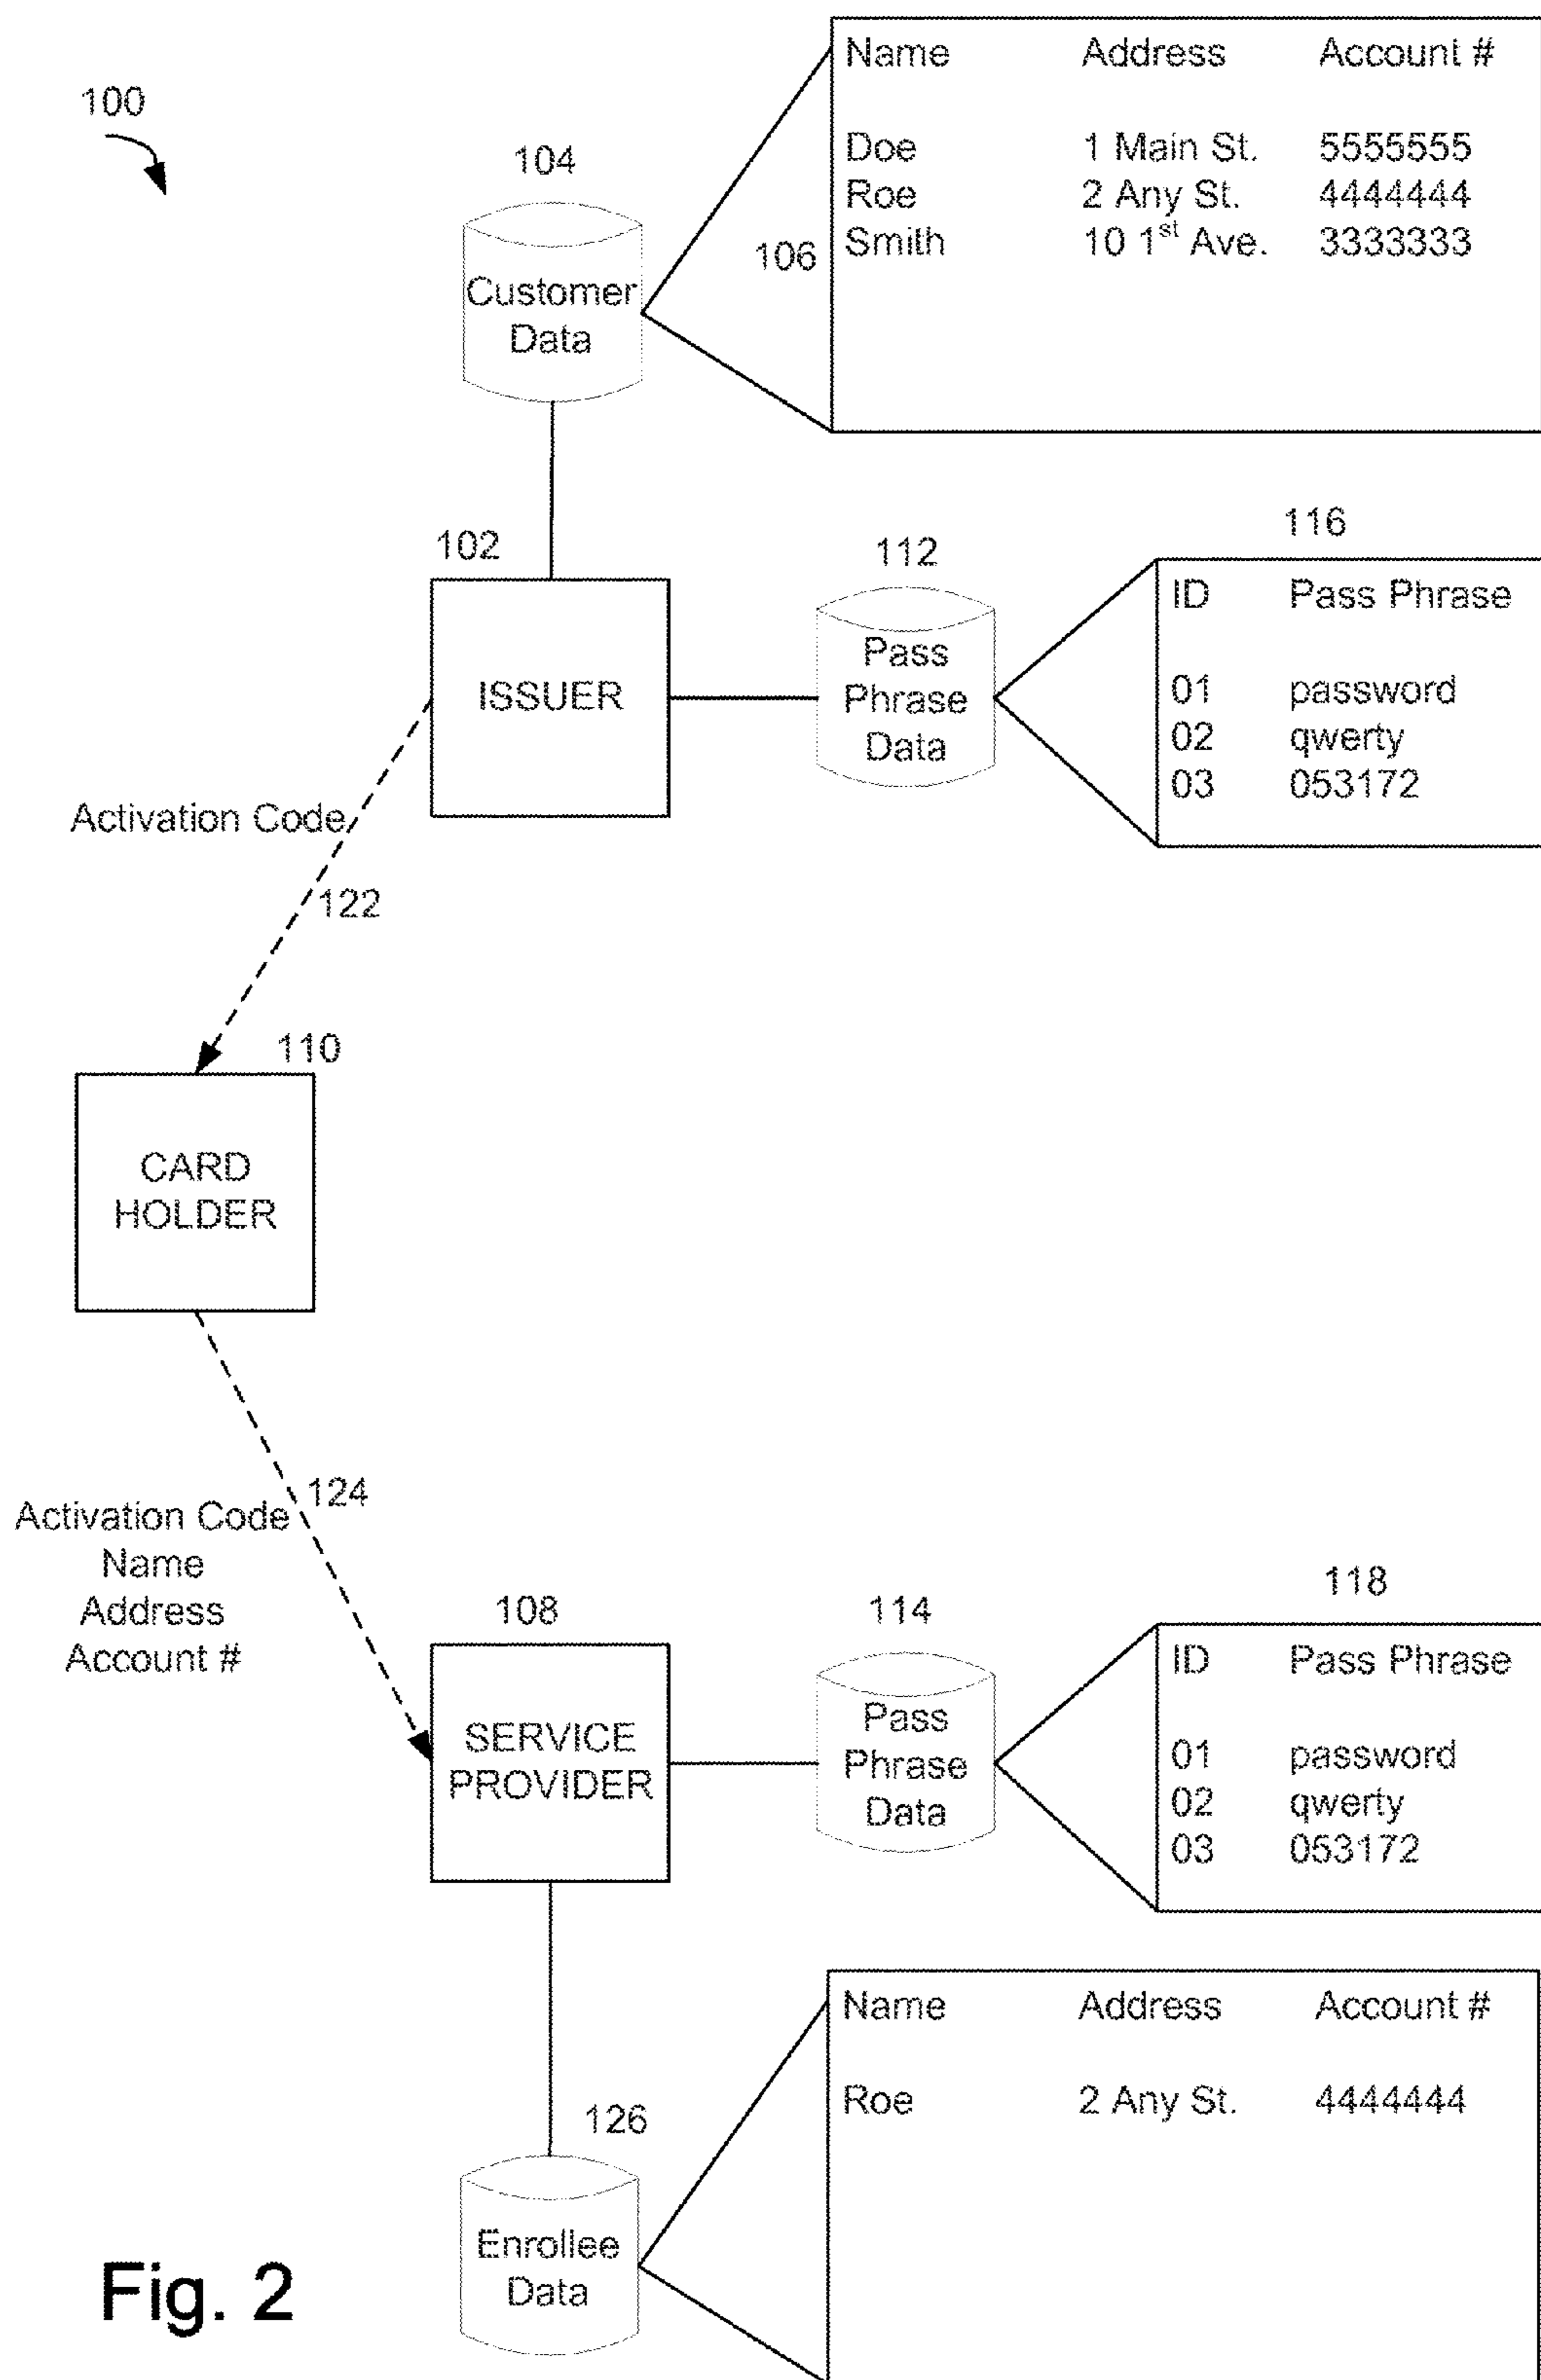 100
104
Name Address Account #
Doe 1 Main St. 5555555
Roe 2 Any St. 4444444
106
Smith 10 1st Ave. 3333333
Customer
Data
102
112
116
ISSUER
Pass
Phrase
Data
ID Pass Phrase
01 password
02 qwerty
03 053172
Activation Code
122
110
CARD
HOLDER
124
Activation Code
Name
Address
Account #
108
114
118
SERVICE
PROVIDER
Pass
Phrase
Data
ID Pass Phrase
01 password
02 qwerty
03 053172
126
Name Address Account #
Roe 2 Any St. 4444444
Enrollee
Data
Fig. 2